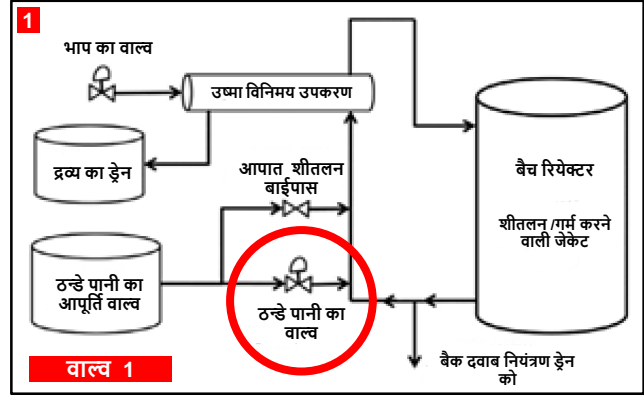 1
भाप का वाल्व
उष्मा विनिमय उपकरण
द्रव्य का ड्रेन
आपात शीतलन
बाईपास
बैच रियेक्टर
शीतलन /गर्म करने
वाली जेकेट
ठन्डे पानी का
आपूर्ति वाल्व
ठन्डे पानी का
वाल्व
वाल्व 1
बैक दवाब नियंत्रण ड्रेन
को